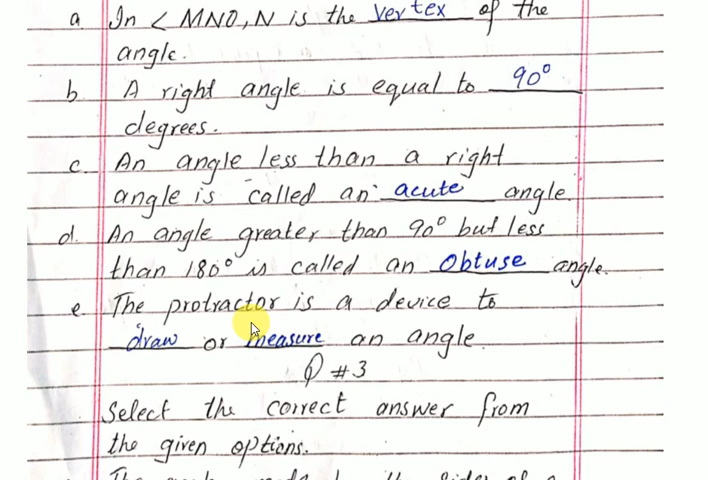 a In < MNO, N is the vertex of the
angle.
b. A right angle is equal to 90°
degrees.
c. An angle less than a right
angle is called an acute angle.
d. An angle greater than 90° but less
than 180° is called an Obtuse angle.
e. The protractor is a device to
draw or measure an angle.
Q #3
Select the correct answer from
the given options.